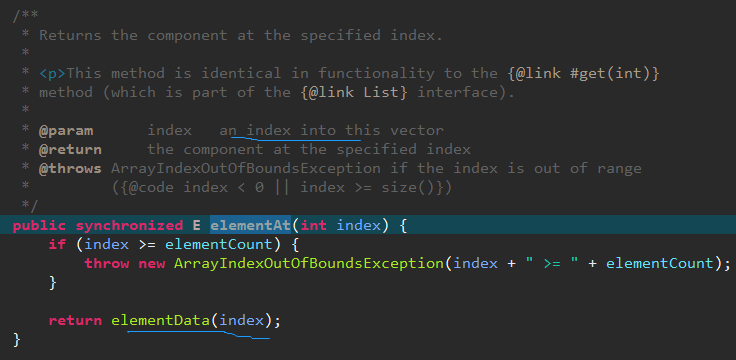 /**
 * Returns the component at the specified index.
 *
 * <p>This method is identical in functionality to the {@link #get(int)}
 * method (which is part of the {@link List} interface).
 *
 * @param      index   an index into this vector
 * @return     the component at the specified index
 * @throws ArrayIndexOutOfBoundsException if the index is out of range
 *         ({@code index < 0 || index >= size()})
 */
public synchronized E elementAt(int index) {
    if (index >= elementCount) {
        throw new ArrayIndexOutOfBoundsException(index + " >= " + elementCount);
    }
    return elementData(index);
}